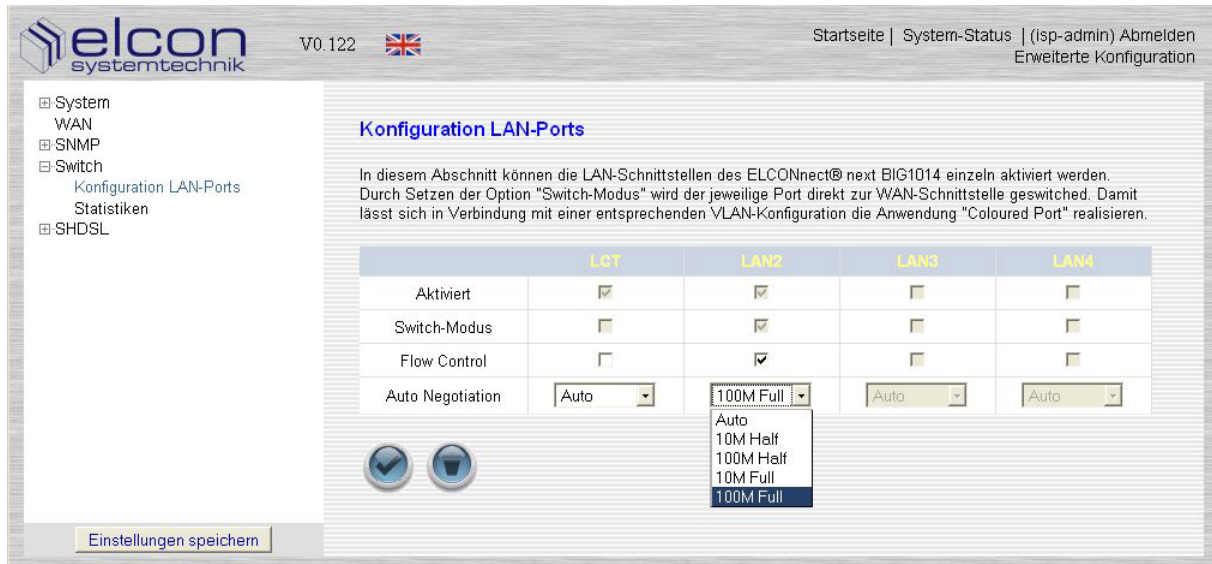 elcon
systemtechnik
V0.122
Startseite | System-Status | (isp-admin) Abmelden
Erweiterte Konfiguration
System
WAN
SNMP
Switch
Konfiguration LAN-Ports
Statistiken
SHDSL
Einstellungen speichern
Konfiguration LAN-Ports
In diesem Abschnitt können die LAN-Schnittstellen des ELCONnect® next BIG1014 einzeln aktiviert werden.
Durch Setzen der Option "Switch-Modus" wird der jeweilige Port direkt zur WAN-Schnittstelle geswitched. Damit
lässt sich in Verbindung mit einer entsprechenden VLAN-Konfiguration die Anwendung "Coloured Port" realisieren.
LCT LAN2 LAN3 LAN4
Aktiviert
Switch-Modus
Flow Control
Auto Negotiation Auto 100M Full Auto Auto
Auto
10M Half
100M Half
10M Full
100M Full